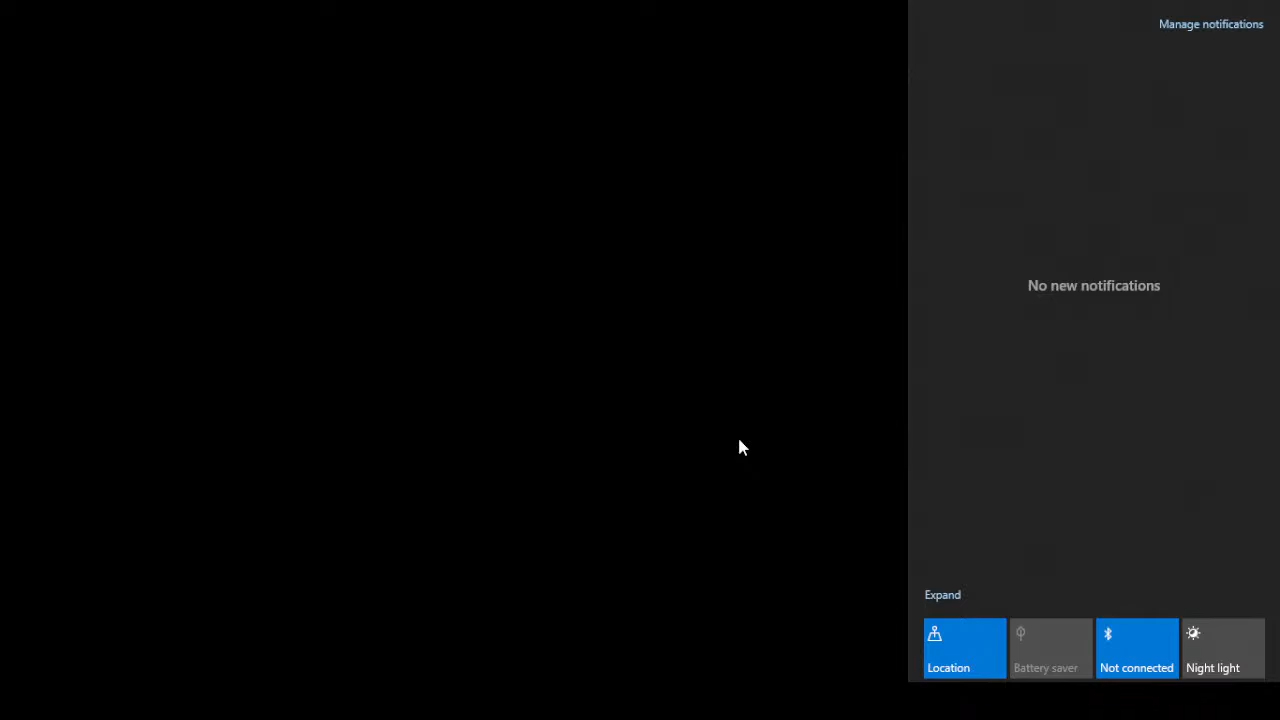 Manage notifications
No new notifications
Expand
Location
Battery saver
Not connected
Night light